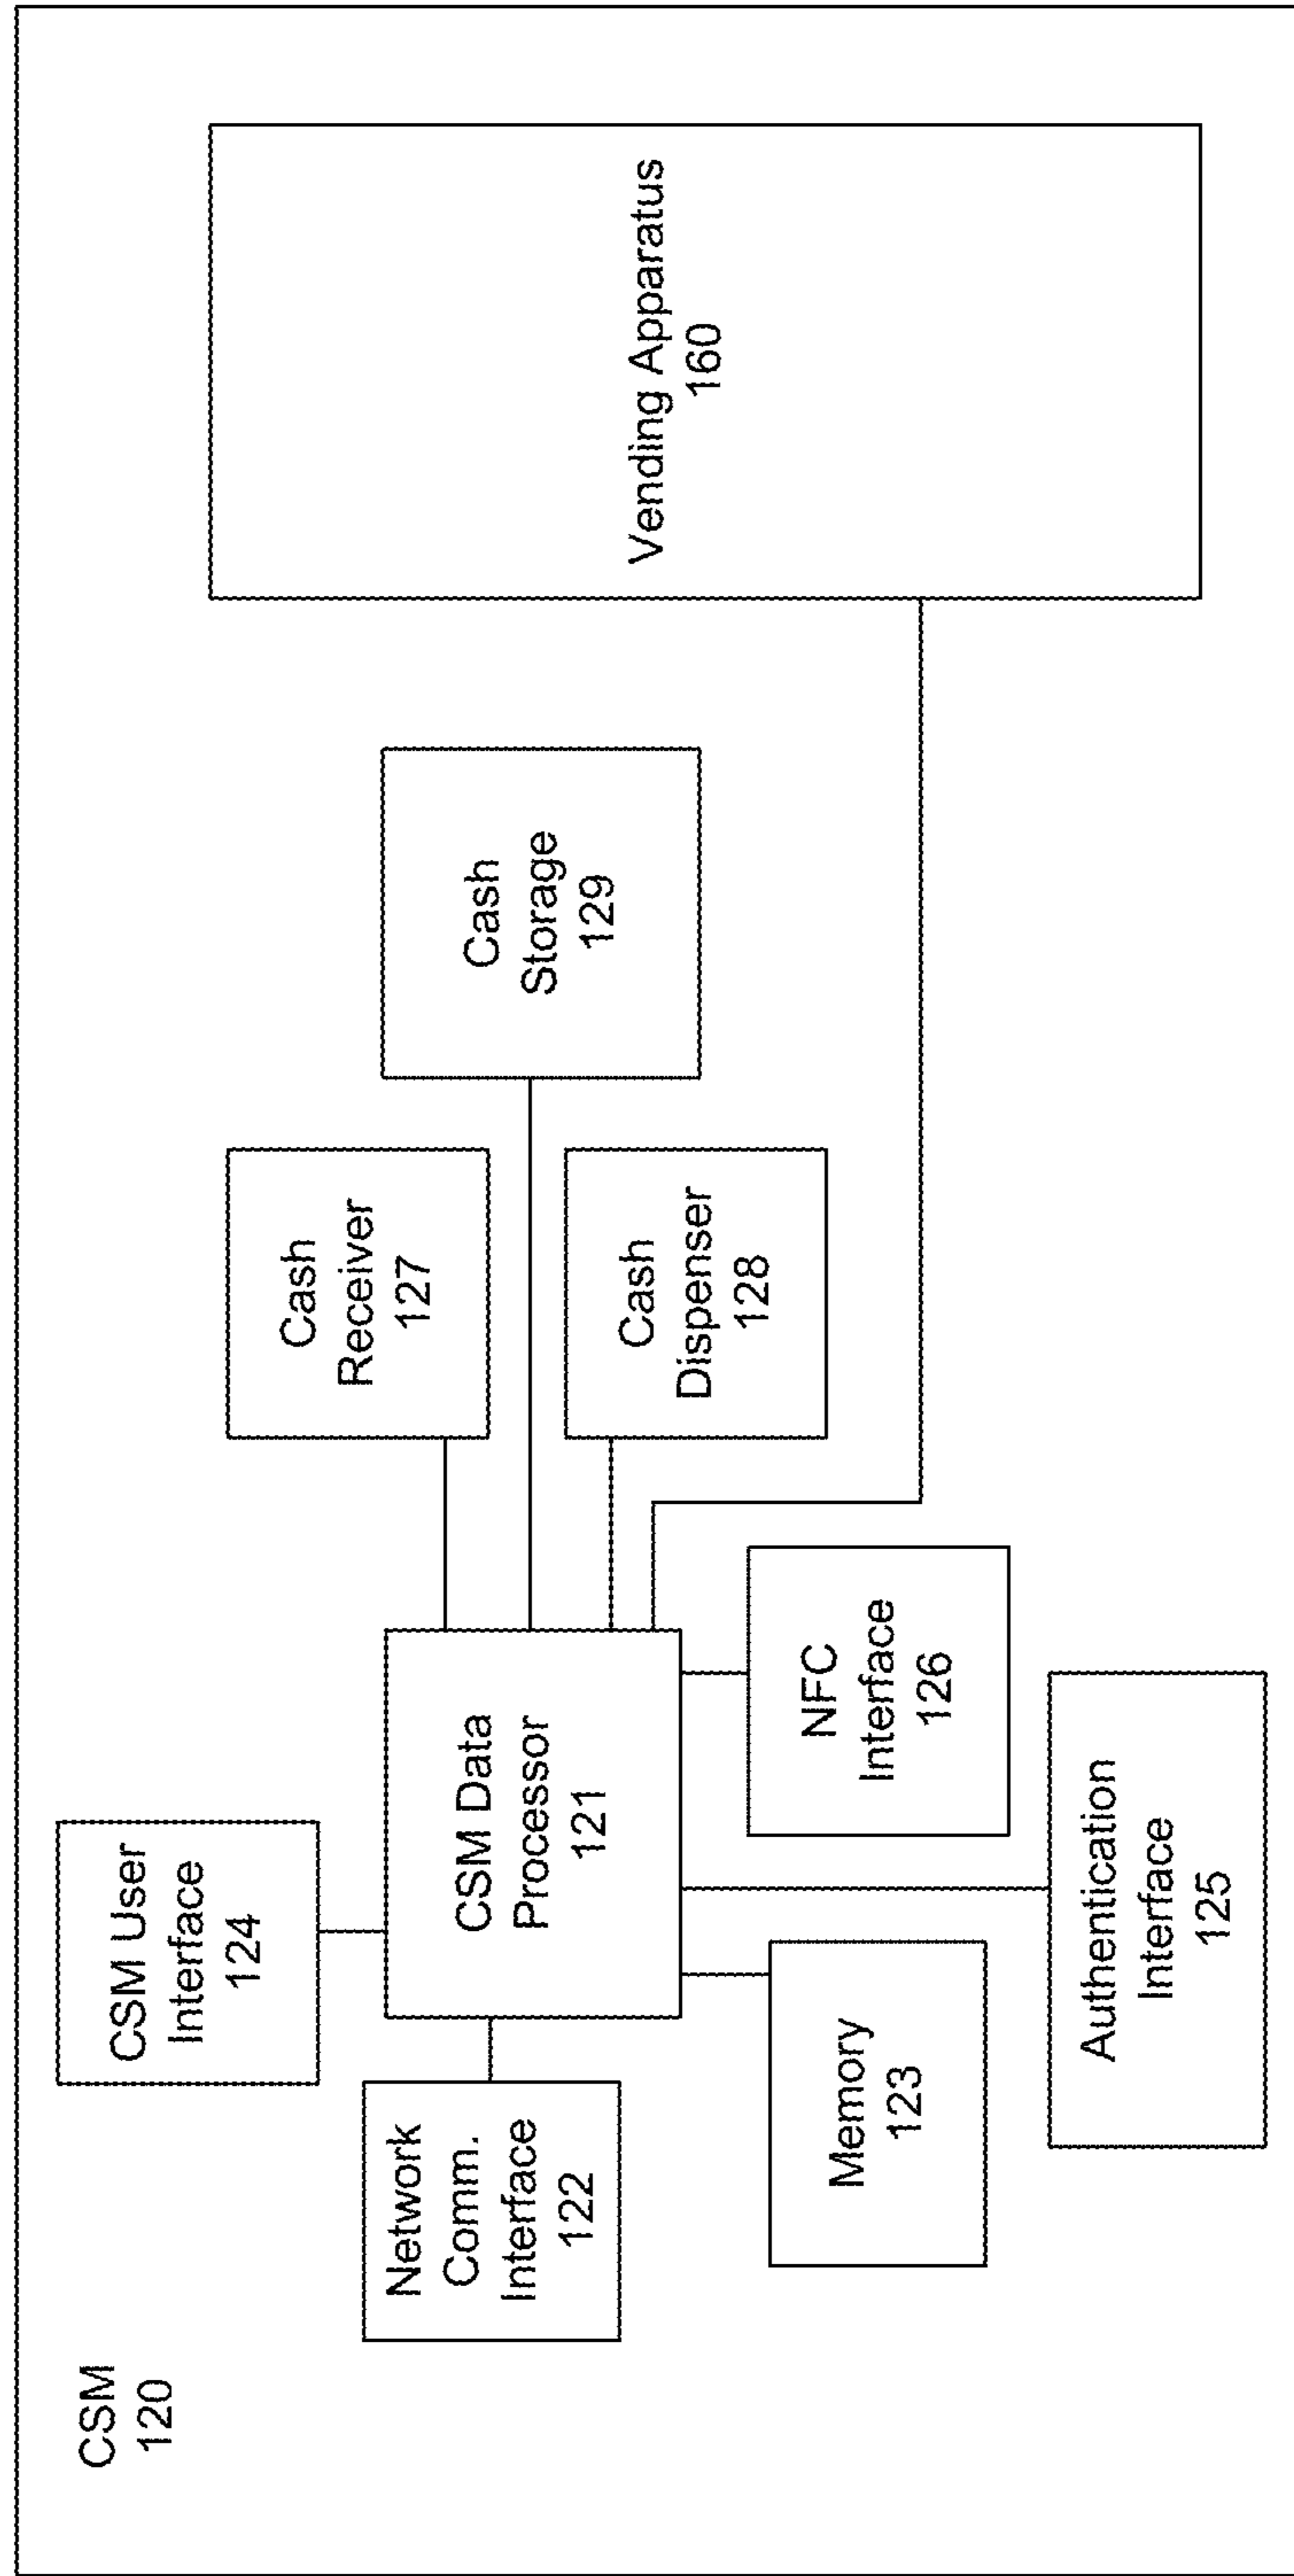 CSM
120
CSM User
Interface
124
Network
Comm.
Interface
122
CSM Data
Processor
121
Memory
123
Authentication
Interface
125
NFC
Interface
126
Cash
Receiver
127
Cash
Dispenser
128
Cash
Storage
129
Vending Apparatus
160